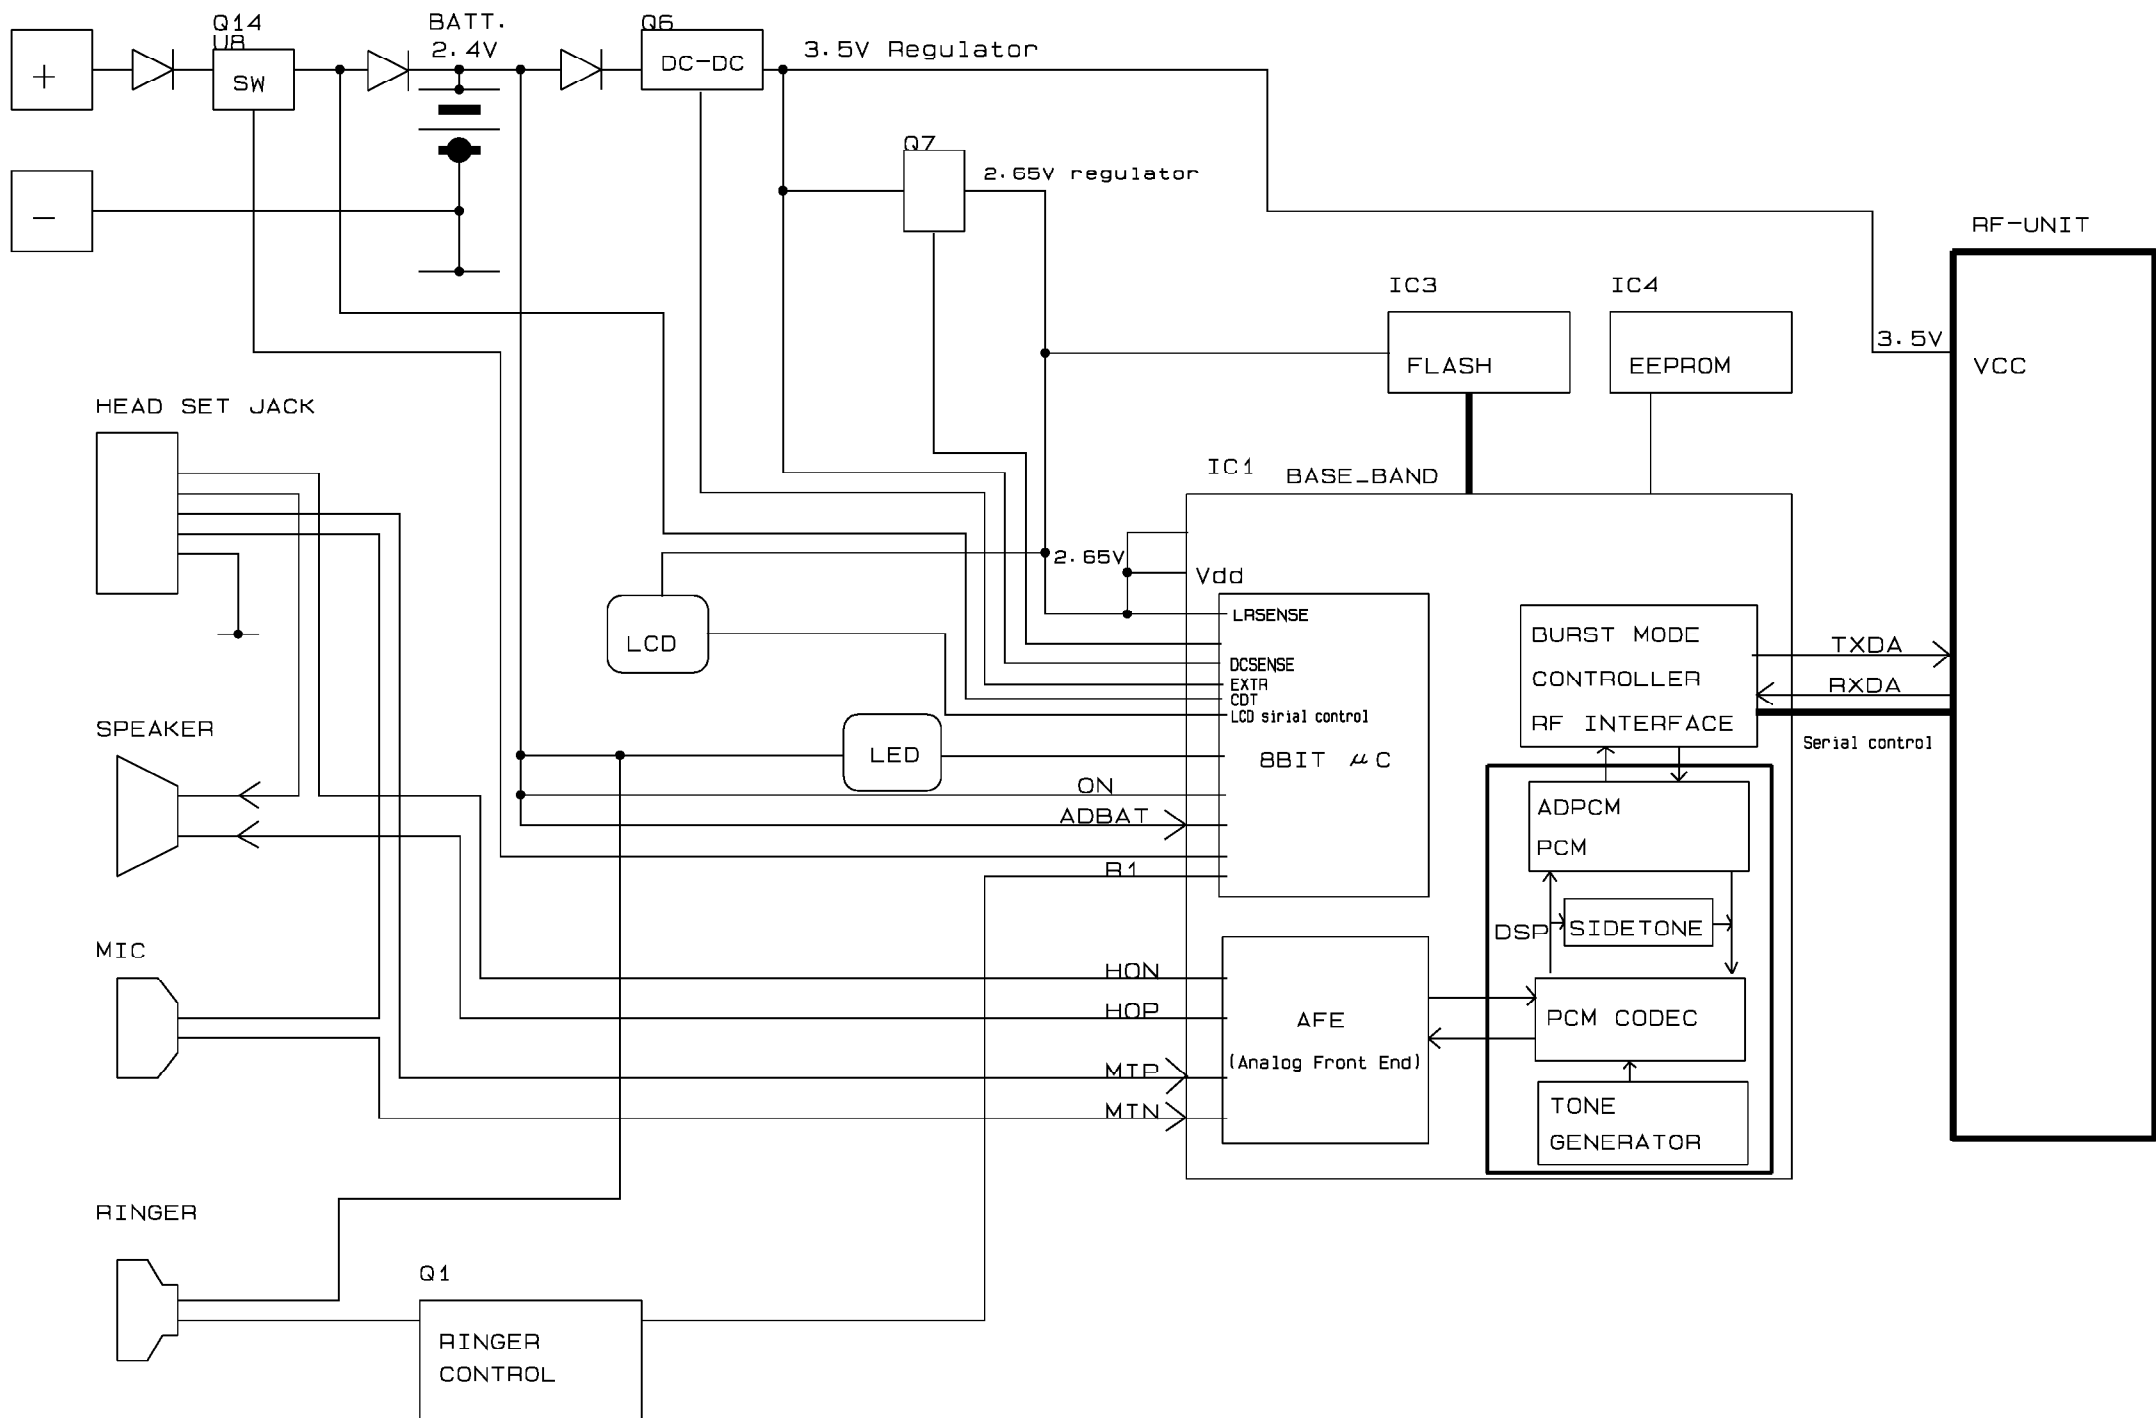 Q14
U8
BATT.
2.4V
Q6
+
SW
DC-DC
3.5V Regulator
Q7
2.65V regulator
−
RF-UNIT
IC3
IC4
3.5V
FLASH
EEPROM
VCC
HEAD SET JACK
IC1
BASE_BAND
2.65V
Vdd
LRSENSE
LCD
BURST MODE
CONTROLLER
RF INTERFACE
TXDA
RXDA
Serial control
DCSENSE
EXTR
CDT
LCD sirial control
SPEAKER
LED
8BIT μC
ON
ADBAT
R1
ADPCM
PCM
DSP
SIDETONE
MIC
HON
HOP
MTP
MTN
AFE
(Analog Front End)
PCM CODEC
TONE
GENERATOR
RINGER
Q1
RINGER
CONTROL